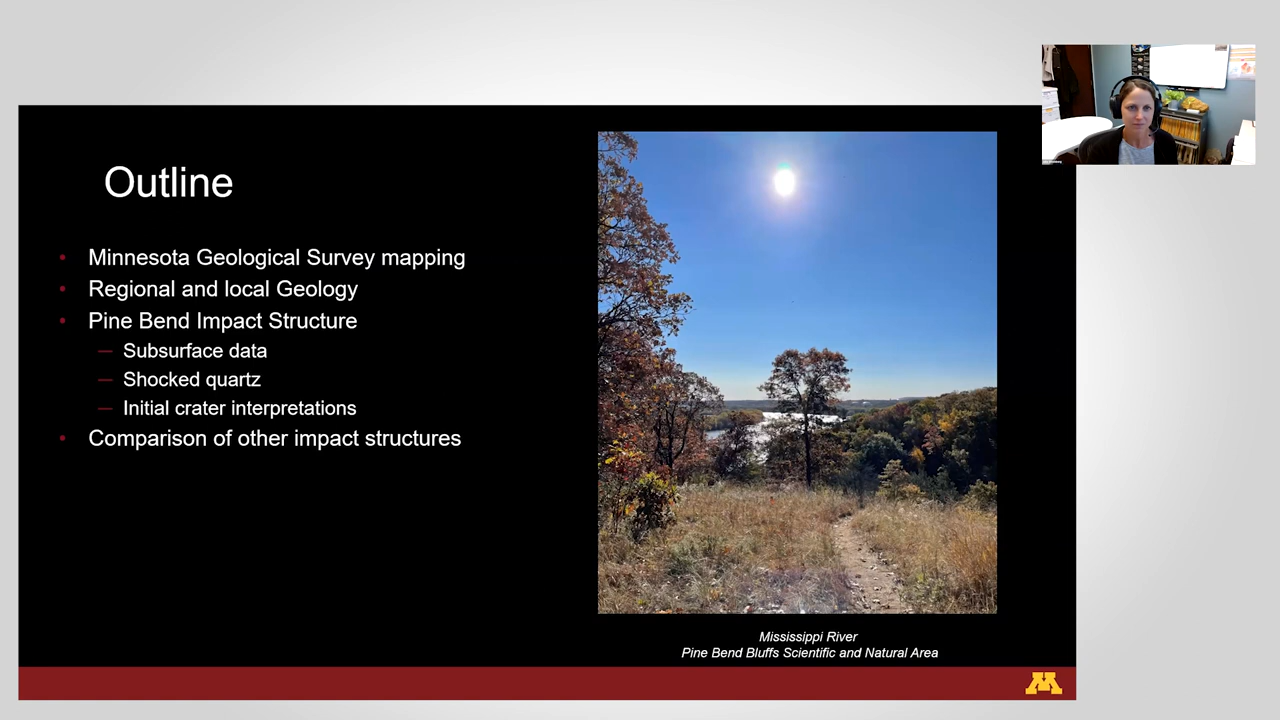 Outline
• Minnesota Geological Survey mapping
• Regional and local Geology
• Pine Bend Impact Structure
— Subsurface data
— Shocked quartz
— Initial crater interpretations
• Comparison of other impact structures
Mississippi River
Pine Bend Bluffs Scientific and Natural Area
M